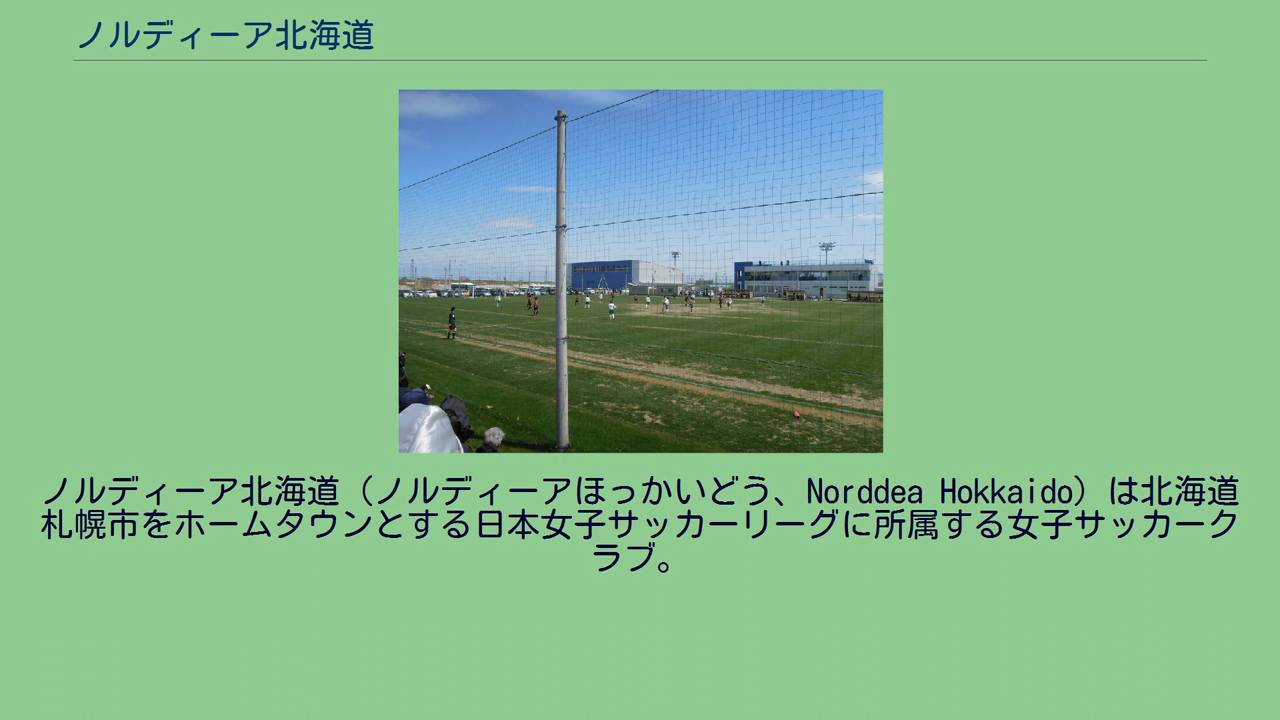 ノルディーア北海道
ノルディーア北海道（ノルディーアほっかいどう、Norddea Hokkaido）は北海道
札幌市をホームタウンとする日本女子サッカーリーグに所属する女子サッカーク
ラブ。